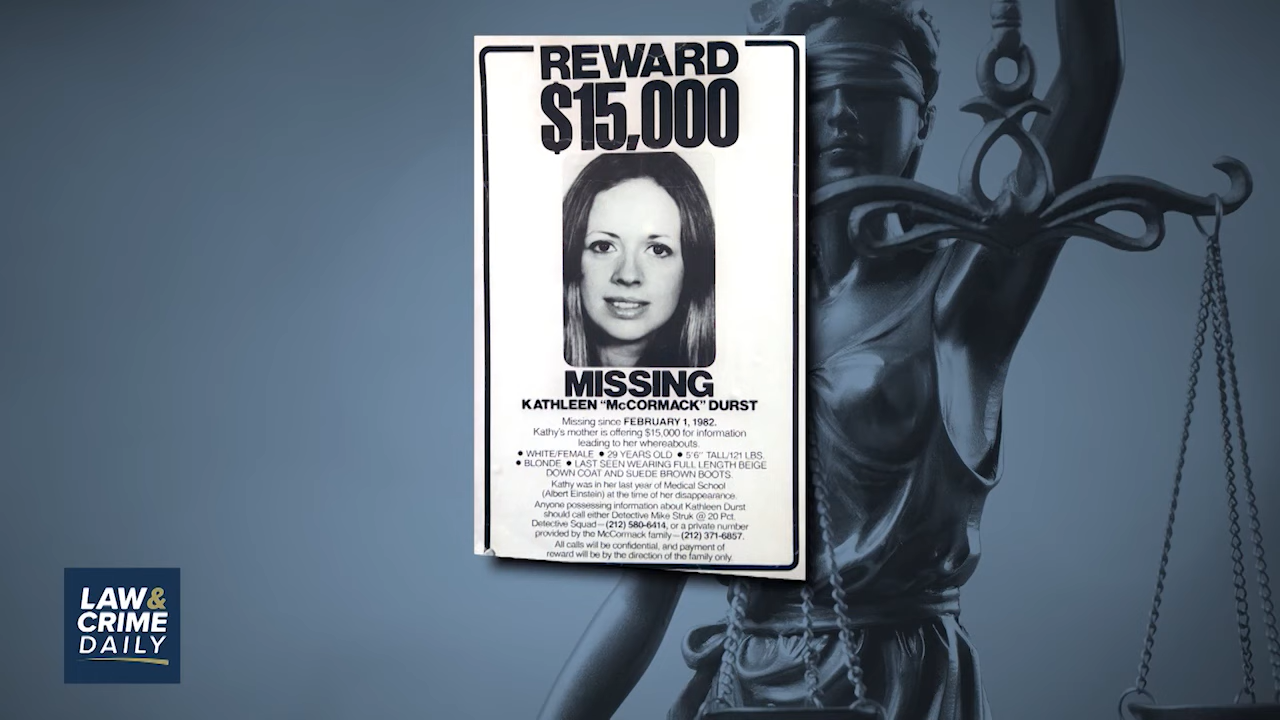 REWARD
$15,000
MISSING
KATHLEEN "McCORMACK" DURST
Missing since FEBRUARY 1, 1982.
Kathy's mother is offering $15,000 for information
leading to her whereabouts.
• WHITE/FEMALE • 29 YEARS OLD • 5'6" TALL/121 LBS.
• BLONDE • LAST SEEN WEARING FULL LENGTH BEIGE
DOWN COAT AND SUEDE BROWN BOOTS.
Kathy was in her last year of Medical School
(Albert Einstein) at the time of her disappearance.
Anyone possessing information about Kathleen Durst
should call either Detective Mike Struk @ 20 Pct.
Detective Squad—(212) 580-6414, or a private number
provided by the McCormack family—(212) 371-6857.
All calls will be confidential, and payment of
reward will be by the direction of the family only.
LAW&
CRIME
DAILY